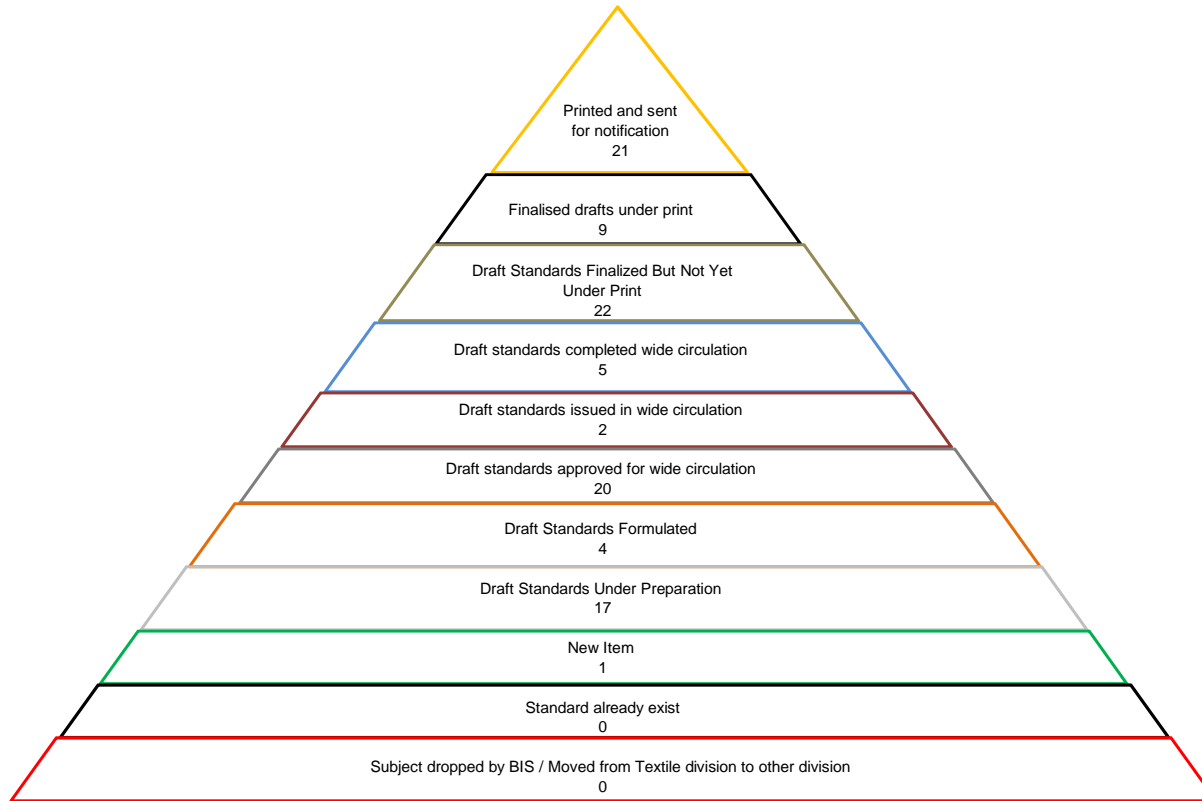 Printed and sent
for notification
21
Finalised drafts under print
9
Draft Standards Finalized But Not Yet
Under Print
22
Draft standards completed wide circulation
5
Draft standards issued in wide circulation
2
Draft standards approved for wide circulation
20
Draft Standards Formulated
4
Draft Standards Under Preparation
17
New Item
1
Standard already exist
0
Subject dropped by BIS / Moved from Textile division to other division
0